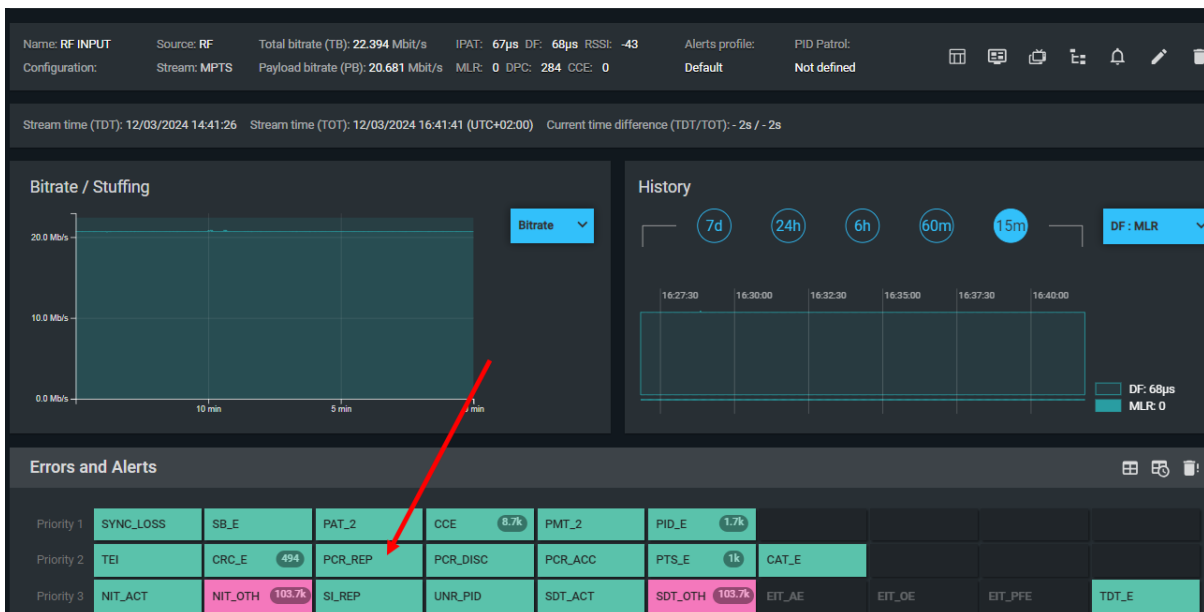 Name: RF INPUT Source: RF Total bitrate (TB): 22.394 Mbit/s IPAT: 67µs DF: 68µs RSSI: -43 Alerts profile: PID Patrol:
Configuration: Stream: MPTS Payload bitrate (PB): 20.681 Mbit/s MLR: 0 DPC: 284 CCE: 0 Default Not defined
Stream time (TDT): 12/03/2024 14:41:26 Stream time (TOT): 12/03/2024 16:41:41 (UTC+02:00) Current time difference (TDT/TOT): - 2s / - 2s
Bitrate / Stuffing
Bitrate
20.0 Mb/s
10.0 Mb/s
0.0 Mb/s
10 min 5 min min
History
7d 24h 6h 60m 15m DF : MLR
16:27:30 16:30:00 16:32:30 16:35:00 16:37:30 16:40:00
DF: 68µs
MLR: 0
Errors and Alerts
Priority 1 SYNC_LOSS SB_E PAT_2 CCE 8.7k PMT_2 PID_E 1.7k
Priority 2 TEI CRC_E 494 PCR_REP PCR_DISC PCR_ACC PTS_E 1k CAT_E
Priority 3 NIT_ACT NIT_OTH 103.7k SI_REP UNR_PID SDT_ACT SDT_OTH 103.7k EIT_AE EIT_OE EIT_PFE TDT_E